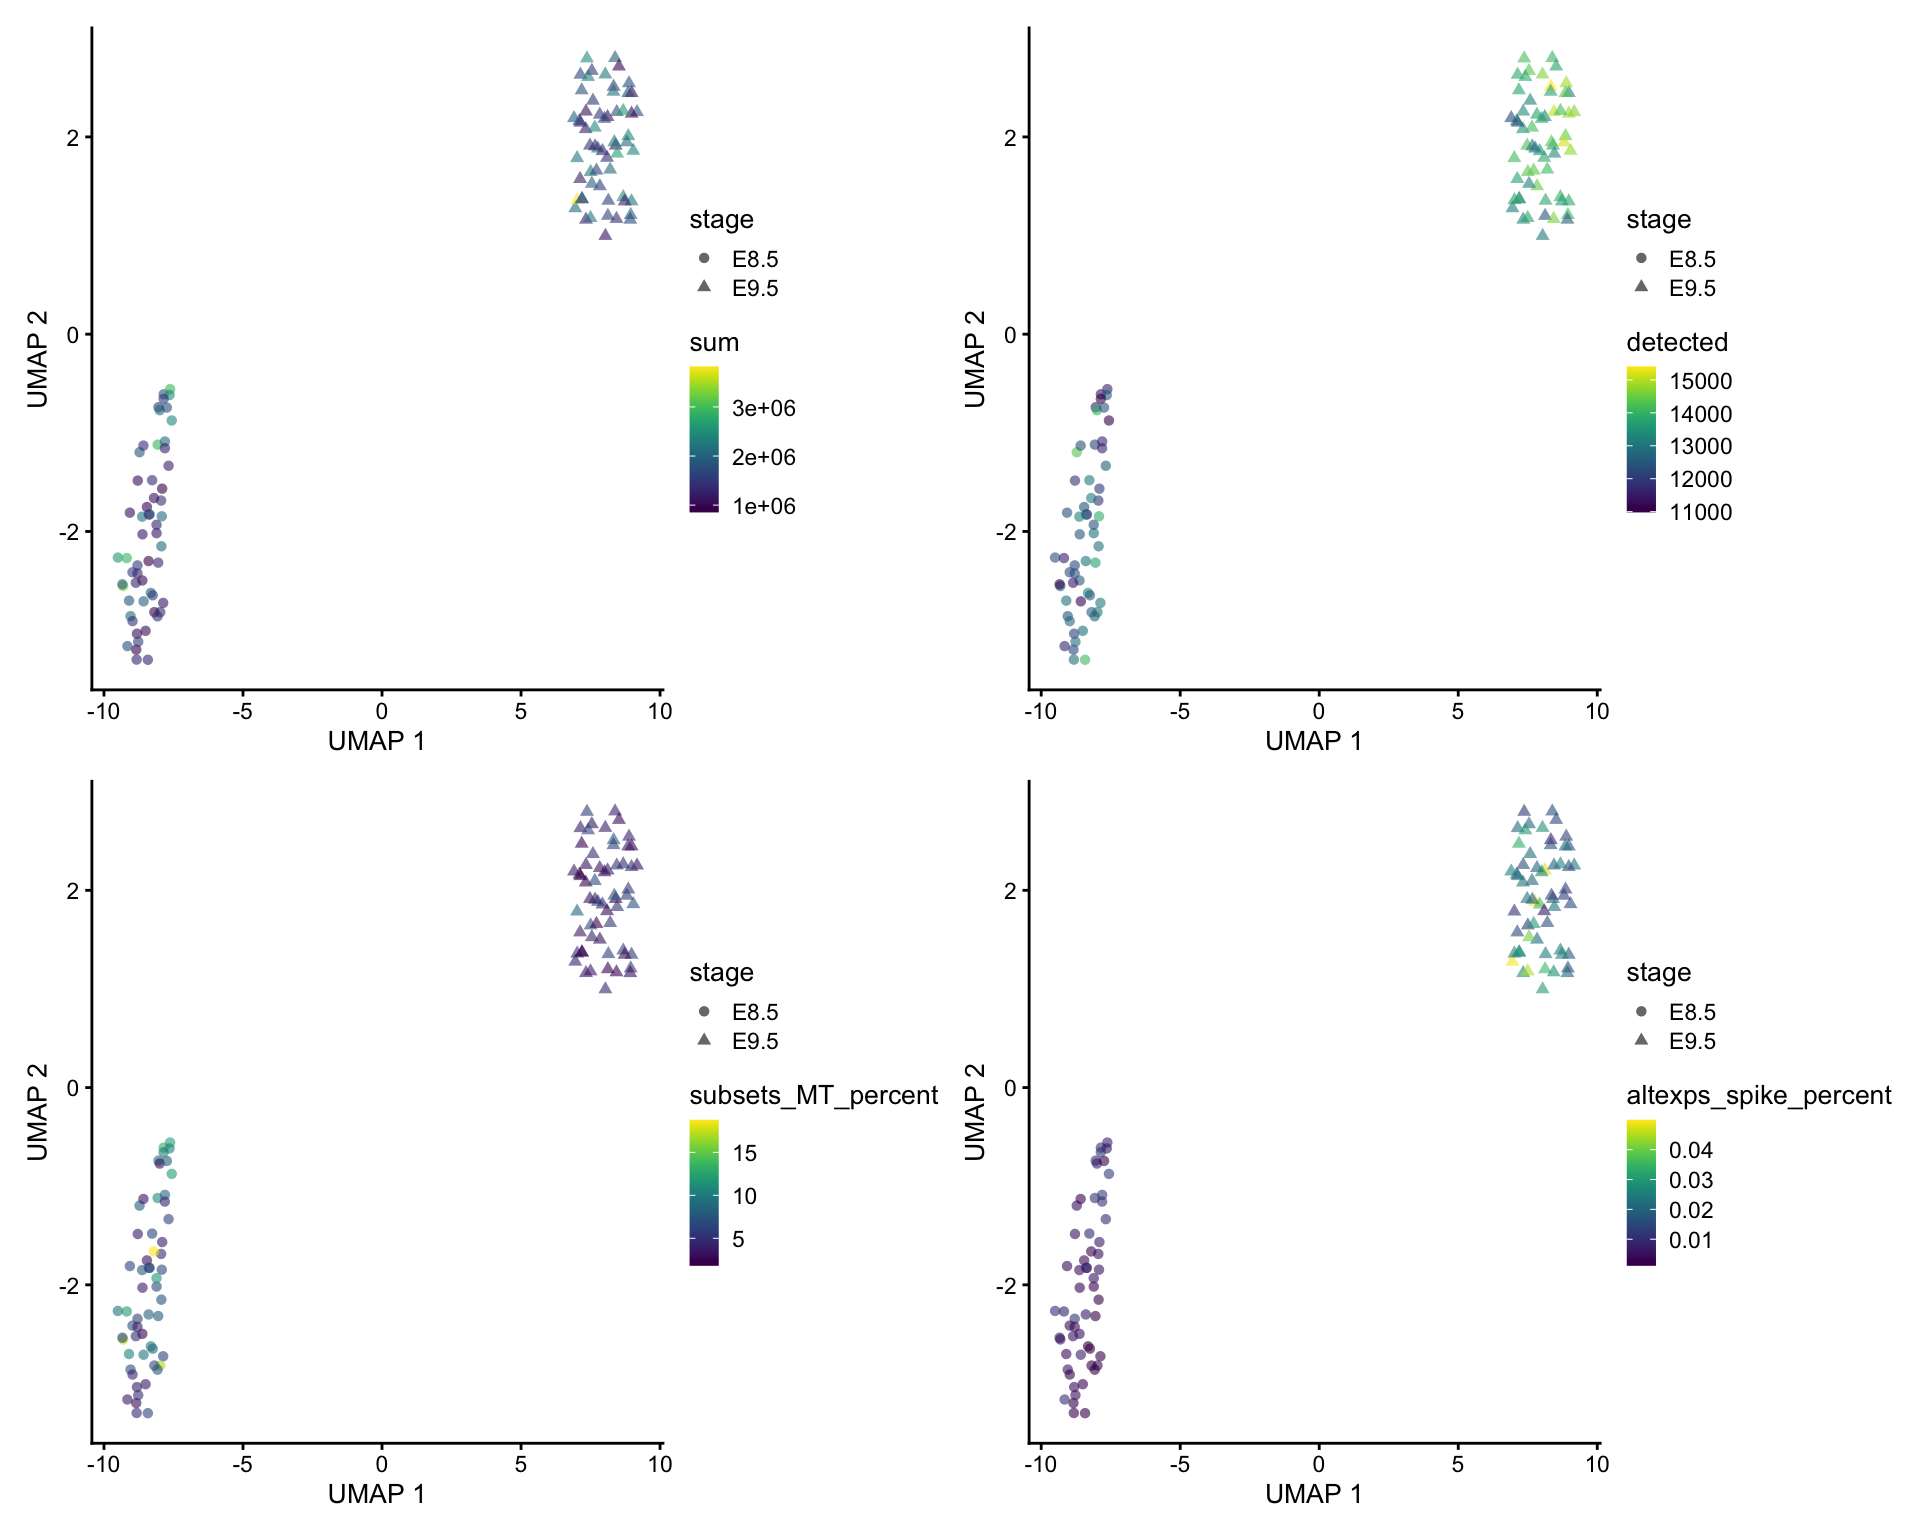 UMAP 2
2
0
-2
-10 -5 0 5 10
UMAP 1
stage
E8.5
E9.5
sum
3e+06
2e+06
1e+06
UMAP 2
2
0
-2
-10 -5 0 5 10
UMAP 1
stage
E8.5
E9.5
detected
15000
14000
13000
12000
11000
UMAP 2
2
0
-2
-10 -5 0 5 10
UMAP 1
stage
E8.5
E9.5
subsets_MT_percent
15
10
5
UMAP 2
2
0
-2
-10 -5 0 5 10
UMAP 1
stage
E8.5
E9.5
altexps_spike_percent
0.04
0.03
0.02
0.01